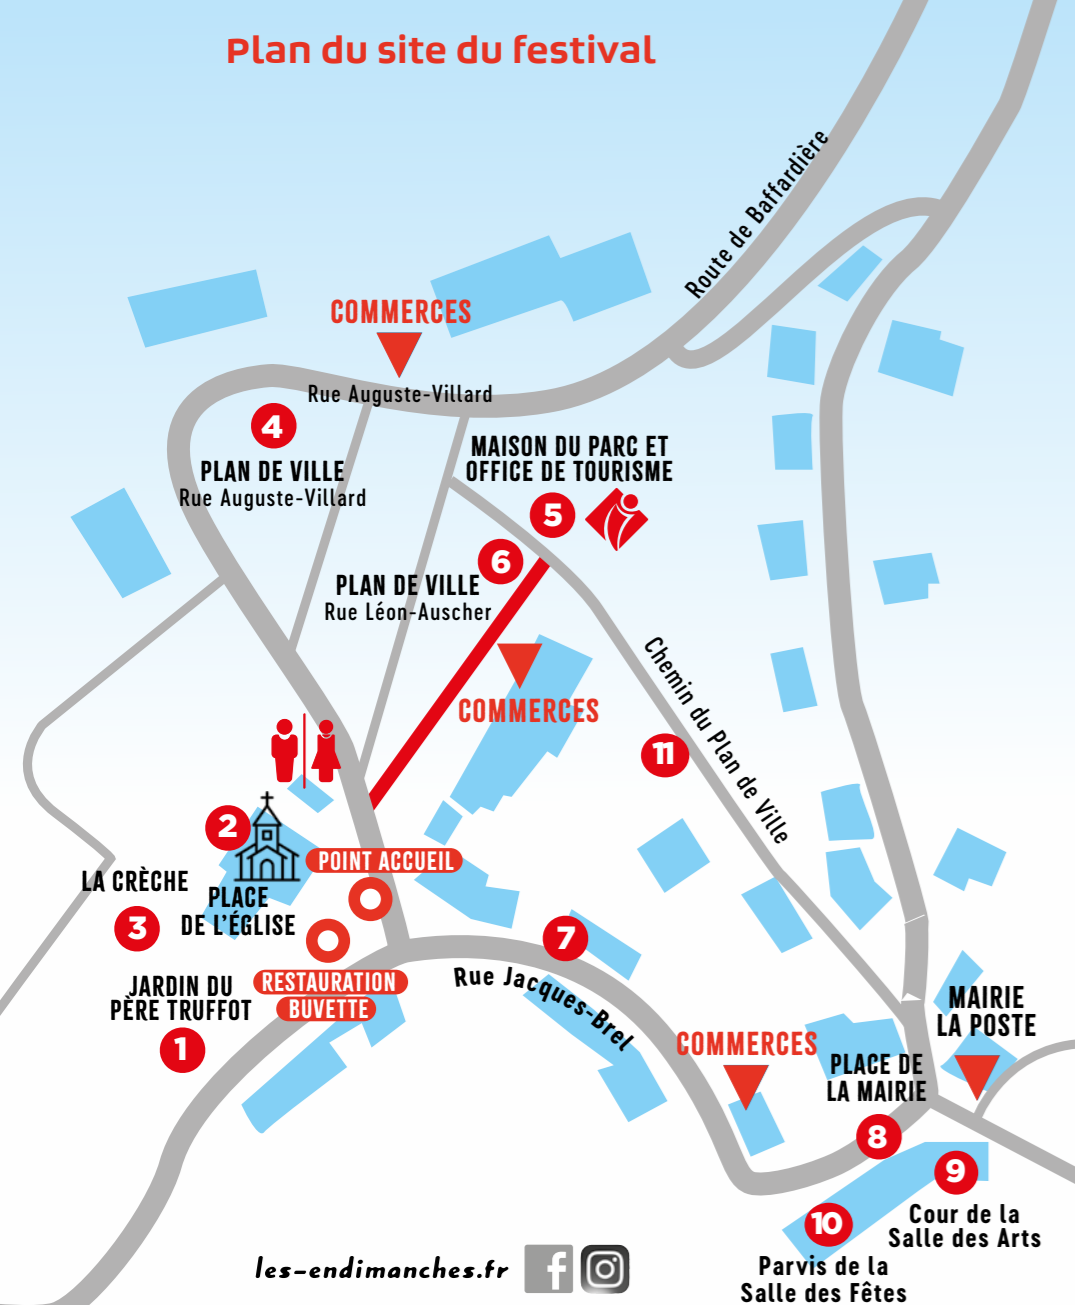 Plan du site du festival
Route de Baffardière
COMMERCES
Rue Auguste-Villard
4
PLAN DE VILLE
Rue Auguste-Villard
MAISON DU PARC ET
OFFICE DE TOURISME
5
6
PLAN DE VILLE
Rue Léon-Auscher
COMMERCES
Chemin du Plan de Ville
11
2
POINT ACCUEIL
LA CRÈCHE
PLACE
DE L'ÉGLISE
3
7
Rue Jacques-Brel
RESTAURATION
BUVETTE
JARDIN DU
PÈRE TRUFFOT
1
MAIRIE
LA POSTE
COMMERCES
PLACE DE
LA MAIRIE
8
9
Cour de la
Salle des Arts
10
Parvis de la
Salle des Fêtes
les-endimanches.fr
f